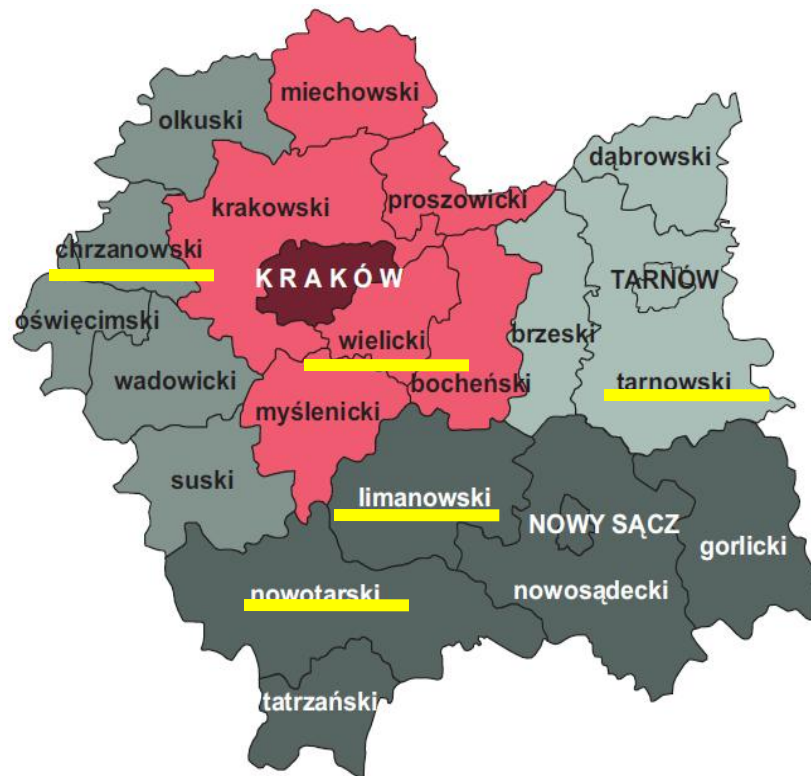 miechowski
olkuski
dąbrowski
proszowicki
krakowski
chrzanowski
KRAKÓW
TARNÓW
oświęcimski
wielicki
brzeski
wadowicki
bocheński
tarnowski
myślenicki
suski
limanowski
NOWY SĄCZ
gorlicki
nowotarski
nowosądecki
tatrzański